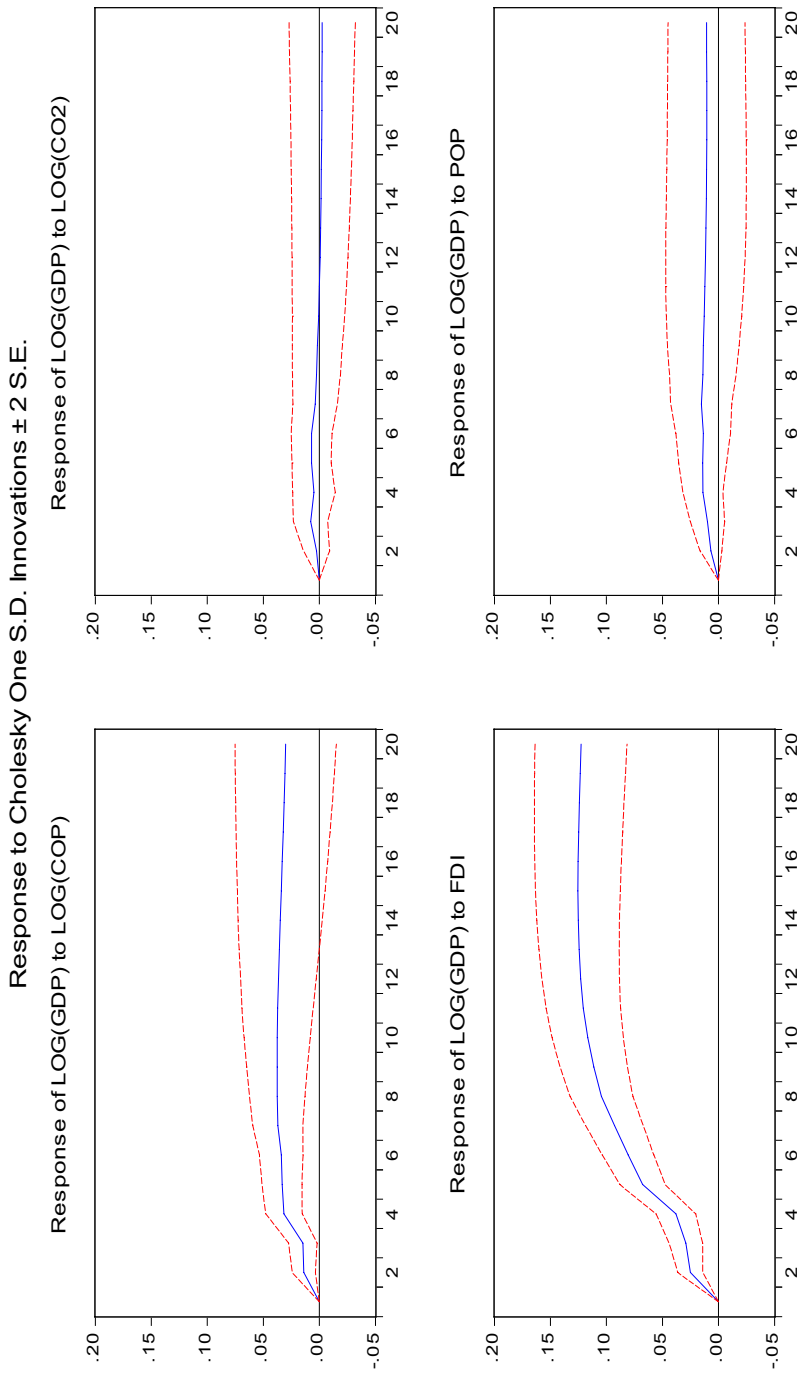 Response to Cholesky One S.D. Innovations ± 2 S.E.
Response of LOG(GDP) to LOG(COP)
.20
.15
.10
.05
.00
-.05
2 4 6 8 10 12 14 16 18 20
Response of LOG(GDP) to LOG(CO2)
.20
.15
.10
.05
.00
-.05
2 4 6 8 10 12 14 16 18 20
Response of LOG(GDP) to FDI
.20
.15
.10
.05
.00
-.05
2 4 6 8 10 12 14 16 18 20
Response of LOG(GDP) to POP
.20
.15
.10
.05
.00
-.05
2 4 6 8 10 12 14 16 18 20